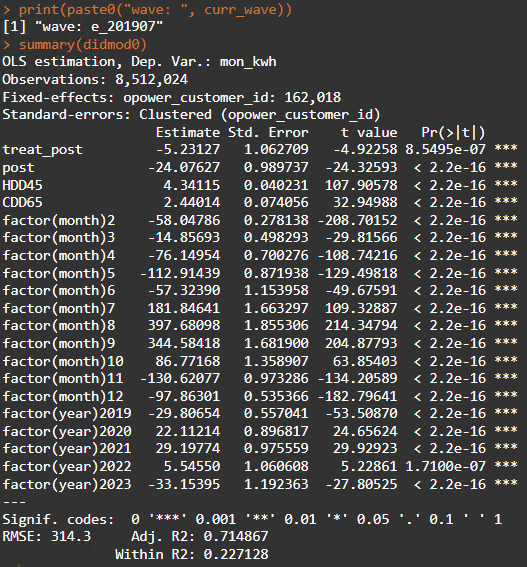 > print(paste0("wave: ", curr_wave))
[1] "wave: e_201907"
> summary(didmod0)
OLS estimation, Dep. Var.: mon_kwh
Observations: 8,512,024
Fixed-effects: opower_customer_id: 162,018
Standard-errors: Clustered (opower_customer_id)
Estimate Std. Error t value Pr(>|t|)
treat_post -5.23127 1.062709 -4.92258 8.5495e-07 ***
post -24.07627 0.989737 -24.32593 < 2.2e-16 ***
HDD45 4.34115 0.040231 107.90578 < 2.2e-16 ***
CDD65 2.44014 0.074056 32.94988 < 2.2e-16 ***
factor(month)2 -58.04786 0.278138 -208.70152 < 2.2e-16 ***
factor(month)3 -14.85693 0.498293 -29.81566 < 2.2e-16 ***
factor(month)4 -76.14954 0.700276 -108.74216 < 2.2e-16 ***
factor(month)5 -112.91439 0.871938 -129.49818 < 2.2e-16 ***
factor(month)6 -57.32390 1.153958 -49.67591 < 2.2e-16 ***
factor(month)7 181.84641 1.663297 109.32887 < 2.2e-16 ***
factor(month)8 397.68098 1.855306 214.34794 < 2.2e-16 ***
factor(month)9 344.58418 1.681900 204.87793 < 2.2e-16 ***
factor(month)10 86.77168 1.358907 63.85403 < 2.2e-16 ***
factor(month)11 -130.62077 0.973286 -134.20589 < 2.2e-16 ***
factor(month)12 -97.86301 0.535366 -182.79641 < 2.2e-16 ***
factor(year)2019 -29.80654 0.557041 -53.50870 < 2.2e-16 ***
factor(year)2020 22.11214 0.896817 24.65624 < 2.2e-16 ***
factor(year)2021 29.19774 0.975559 29.92923 < 2.2e-16 ***
factor(year)2022 5.54550 1.060608 5.22861 1.7100e-07 ***
factor(year)2023 -33.15395 1.192363 -27.80525 < 2.2e-16 ***
---
Signif. codes: 0 '***' 0.001 '**' 0.01 '*' 0.05 '.' 0.1 ' ' 1
RMSE: 314.3 Adj. R2: 0.714867
Within R2: 0.227128